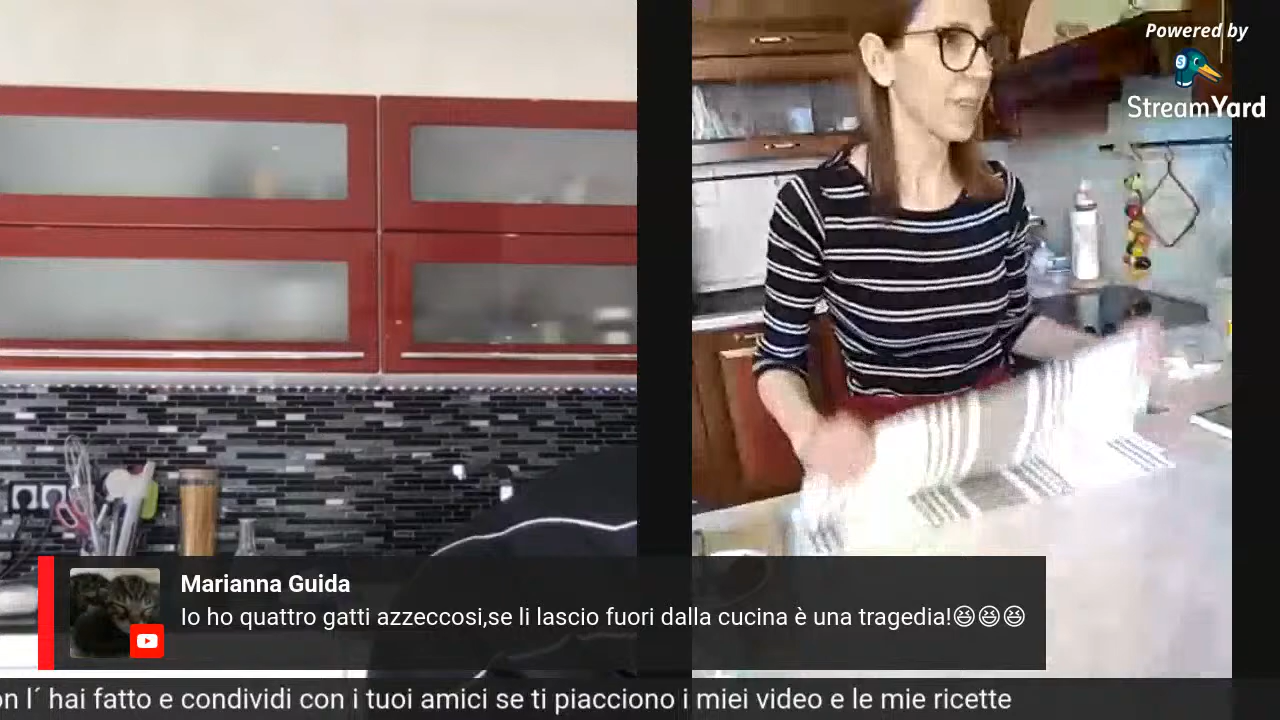 Powered by
StreamYard
Marianna Guida
Io ho quattro gatti azzeccosi,se li lascio fuori dalla cucina è una tragedia!😆😆😆
on l´ hai fatto e condividi con i tuoi amici se ti piacciono i miei video e le mie ricette